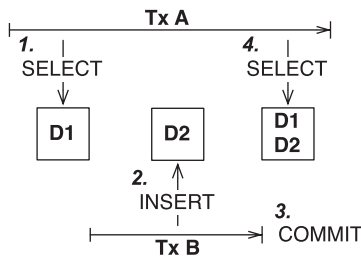 Tx A
1.
SELECT
4.
SELECT
D1
D2
D1
D2
2.
INSERT
3.
COMMIT
Tx B